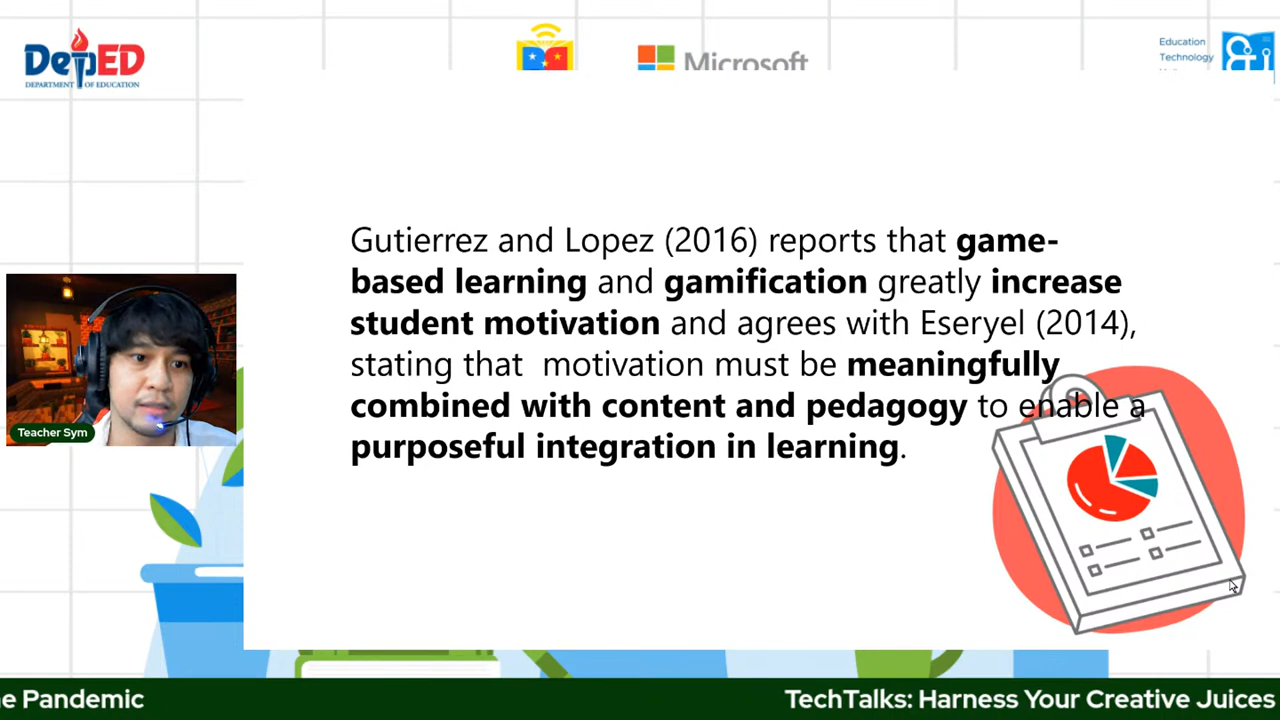 DepED
DEPARTMENT OF EDUCATION
Microsoft
Education
Technology
Gutierrez and Lopez (2016) reports that game-
based learning and gamification greatly increase
student motivation and agrees with Eseryel (2014),
stating that motivation must be meaningfully
combined with content and pedagogy to enable a
purposeful integration in learning.
Teacher Sym
e Pandemic
TechTalks: Harness Your Creative Juices